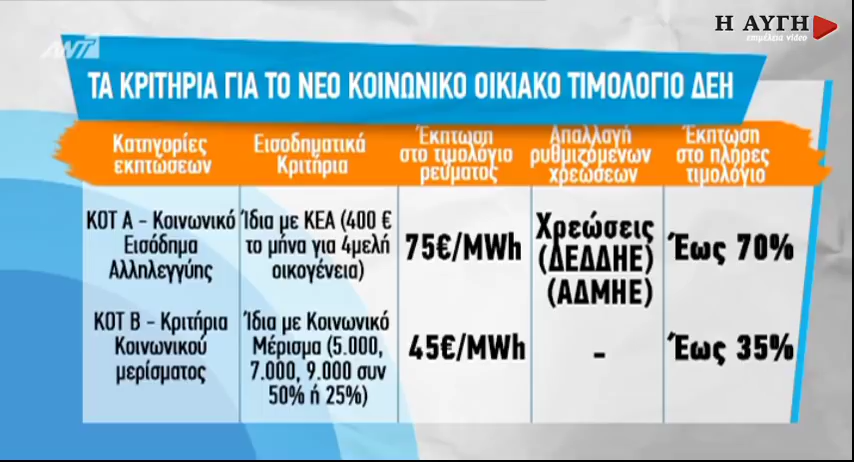 ANT1
Η ΑΥΓΗ
επιμέλεια video
ΤΑ ΚΡΙΤΗΡΙΑ ΓΙΑ ΤΟ ΝΕΟ ΚΟΙΝΩΝΙΚΟ ΟΙΚΙΑΚΟ ΤΙΜΟΛΟΓΙΟ ΔΕΗ
Κατηγορίες
εκπτώσεων
Εισοδηματικά
Κριτήρια
Έκπτωση
στο τιμολόγιο
ρεύματος
Απαλλαγή
ρυθμιζόμενων
χρεώσεων
Έκπτωση
στο πλήρες
τιμολόγιο
ΚΟΤ Α – Κοινωνικό
Εισόδημα
Αλληλεγγύης
Ίδια με ΚΕΑ (400 €
το μήνα για 4μελή
οικογένεια)
75€/MWh
Χρεώσεις
(ΔΕΔΔΗΕ)
(ΑΔΜΗΕ)
Έως 70%
ΚΟΤ Β – Κριτήρια
Κοινωνικού
μερίσματος
Ίδια με Κοινωνικό
Μέρισμα (5.000,
7.000, 9.000 συν
50% ή 25%)
45€/MWh
-
Έως 35%